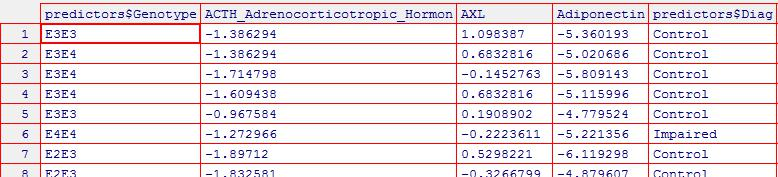 predictors$Genotype ACTH_Adrenocorticotropic_Hormon AXL Adiponectin predictors$Diag
1 E3E3 -1.386294 1.098387 -5.360193 Control
2 E3E4 -1.386294 0.6832816 -5.020686 Control
3 E3E4 -1.714798 -0.1452763 -5.809143 Control
4 E3E4 -1.609438 0.6832816 -5.115996 Control
5 E3E3 -0.967584 0.1908902 -4.779524 Control
6 E4E4 -1.272966 -0.2223611 -5.221356 Impaired
7 E2E3 -1.89712 0.5298221 -6.119298 Control
8 E2E3 -1.832581 -0.3266799 -4.879607 Control